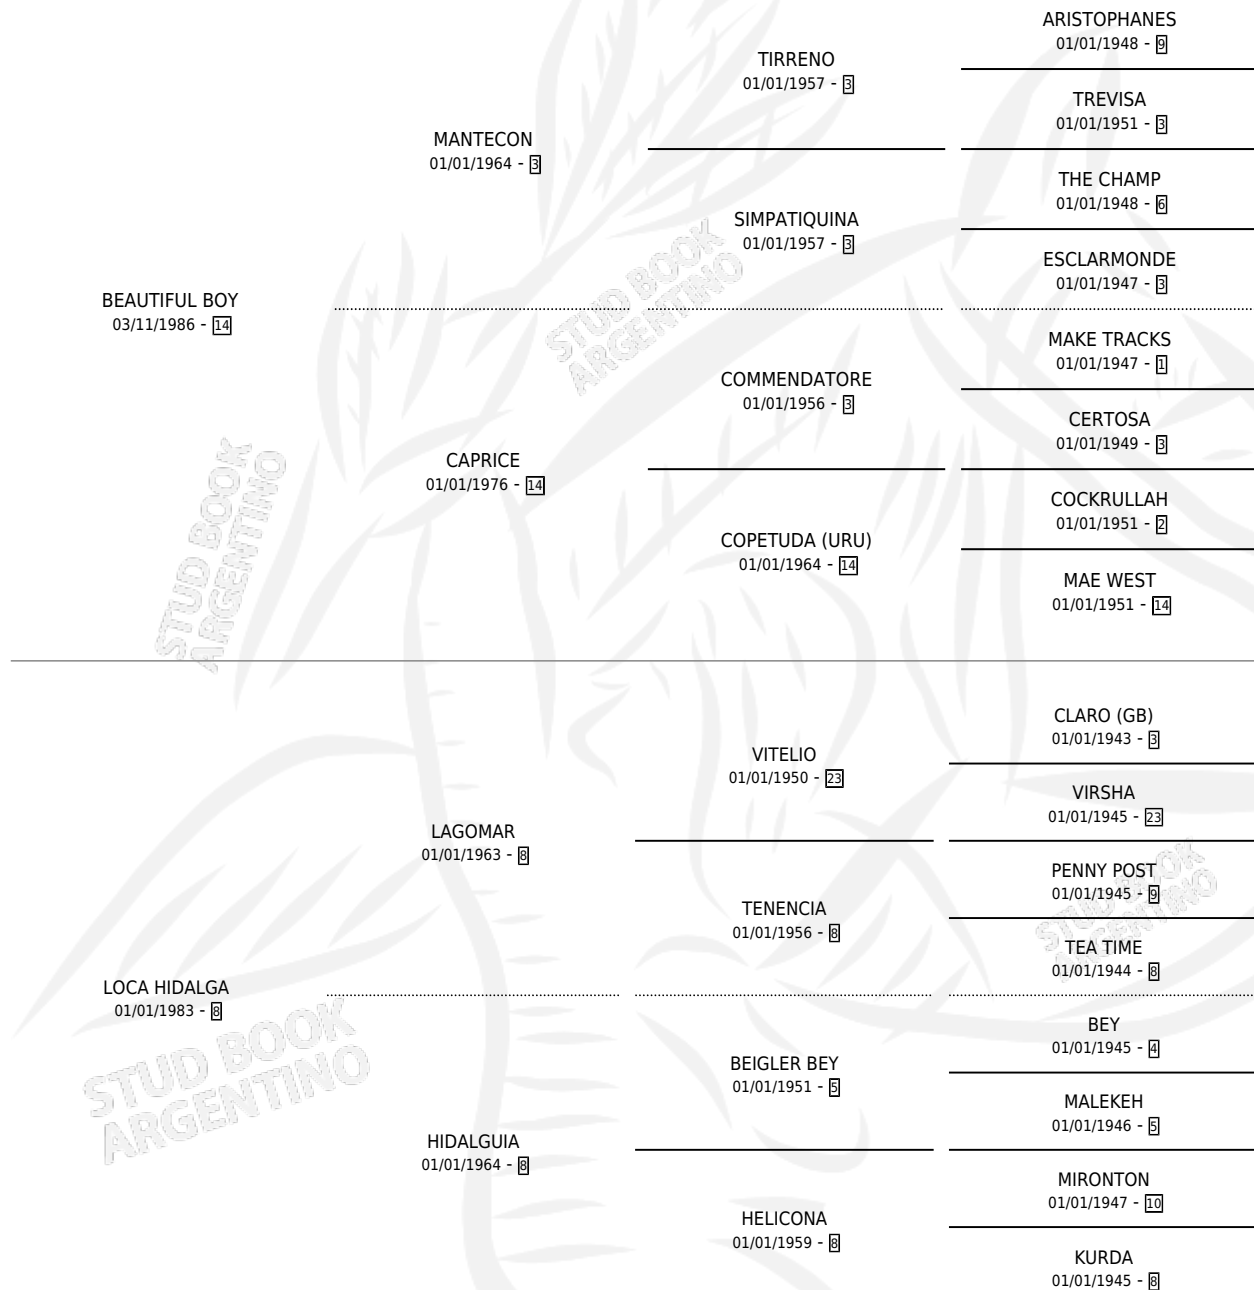 BEAUTIFUL BOY
03/11/1986 - 14
MANTECON
01/01/1964 - 3
CAPRICE
01/01/1976 - 14
TIRRENO
01/01/1957 - 3
SIMPATIQUINA
01/01/1957 - 3
COMMENDATORE
01/01/1956 - 3
COPETUDA (URU)
01/01/1964 - 14
ARISTOPHANES
01/01/1948 - 9
TREVISA
01/01/1951 - 3
THE CHAMP
01/01/1948 - 6
ESCLARMONDE
01/01/1947 - 3
MAKE TRACKS
01/01/1947 - 1
CERTOSA
01/01/1949 - 3
COCKRULLAH
01/01/1951 - 2
MAE WEST
01/01/1951 - 14
LOCA HIDALGA
01/01/1983 - 8
LAGOMAR
01/01/1963 - 8
HIDALGUIA
01/01/1964 - 8
VITELIO
01/01/1950 - 23
TENENCIA
01/01/1956 - 8
BEIGLER BEY
01/01/1951 - 5
HELICONA
01/01/1959 - 8
CLARO (GB)
01/01/1943 - 3
VIRSHA
01/01/1945 - 23
PENNY POST
01/01/1945 - 9
TEA TIME
01/01/1944 - 8
BEY
01/01/1945 - 4
MALEKEH
01/01/1946 - 5
MIRONTON
01/01/1947 - 10
KURDA
01/01/1945 - 8
STUD BOOK
ARGENTINO
STUD BOOK
ARGENTINO
STUD BOOK
ARGENTINO
STUD BOOK
ARGENTINO